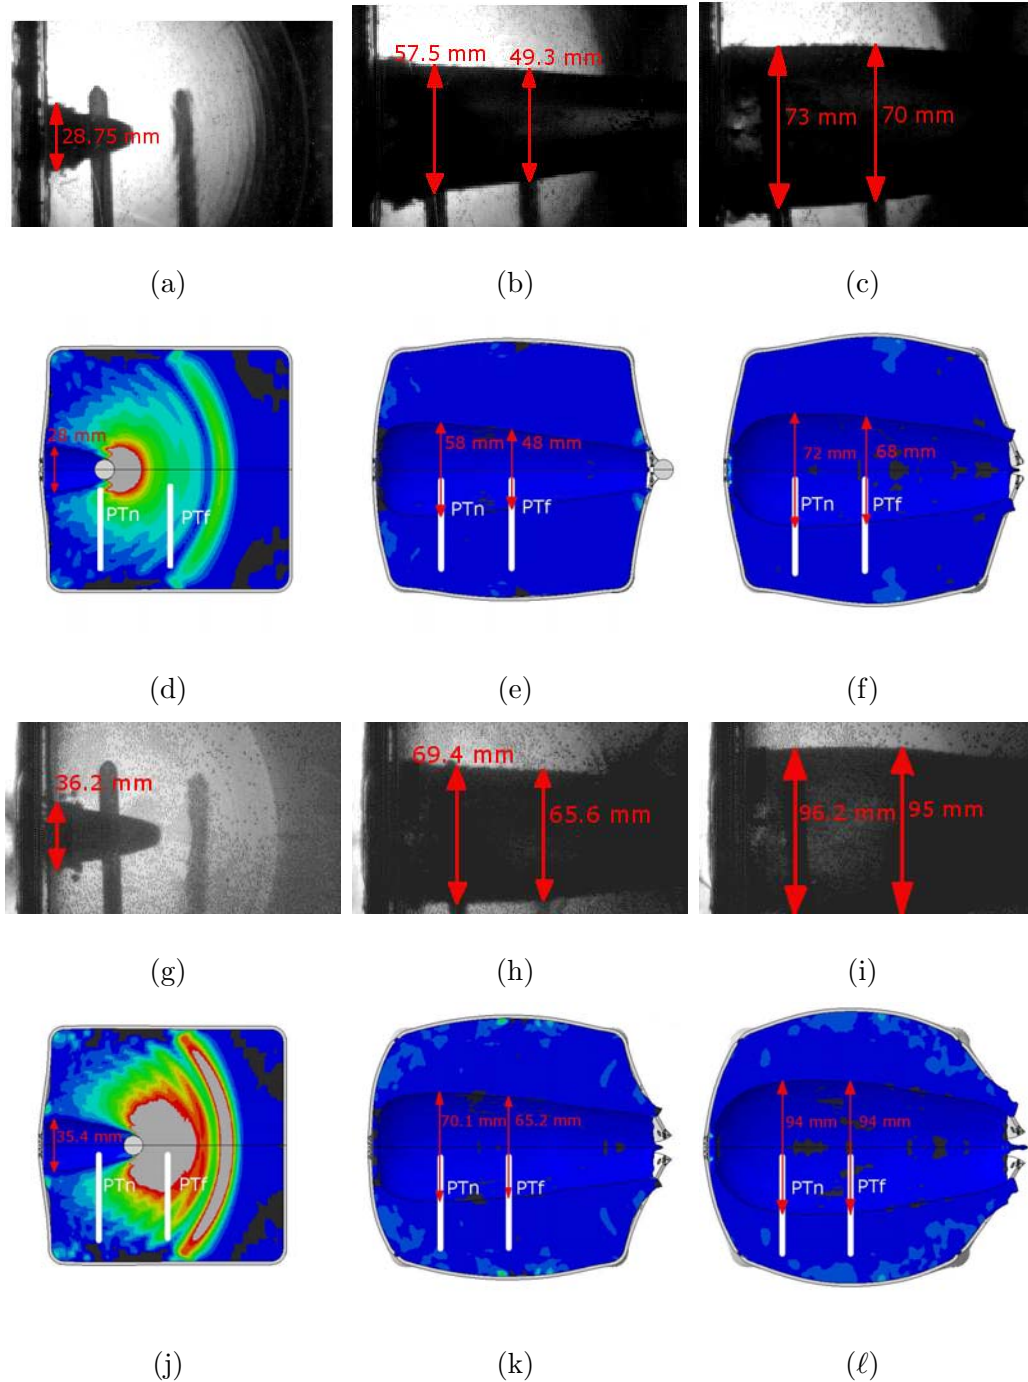 28.75 mm
57.5 mm
49.3 mm
73 mm
70 mm
(a)
(b)
(c)
28 mm
PTn
PTf
58 mm
48 mm
PTn
PTf
72 mm
68 mm
PTn
PTf
(d)
(e)
(f)
36.2 mm
69.4 mm
65.6 mm
96.2 mm
95 mm
(g)
(h)
(i)
35.4 mm
PTn
PTf
70.1 mm
65.2 mm
PTn
PTf
94 mm
94 mm
PTn
PTf
(j)
(k)
(ℓ)